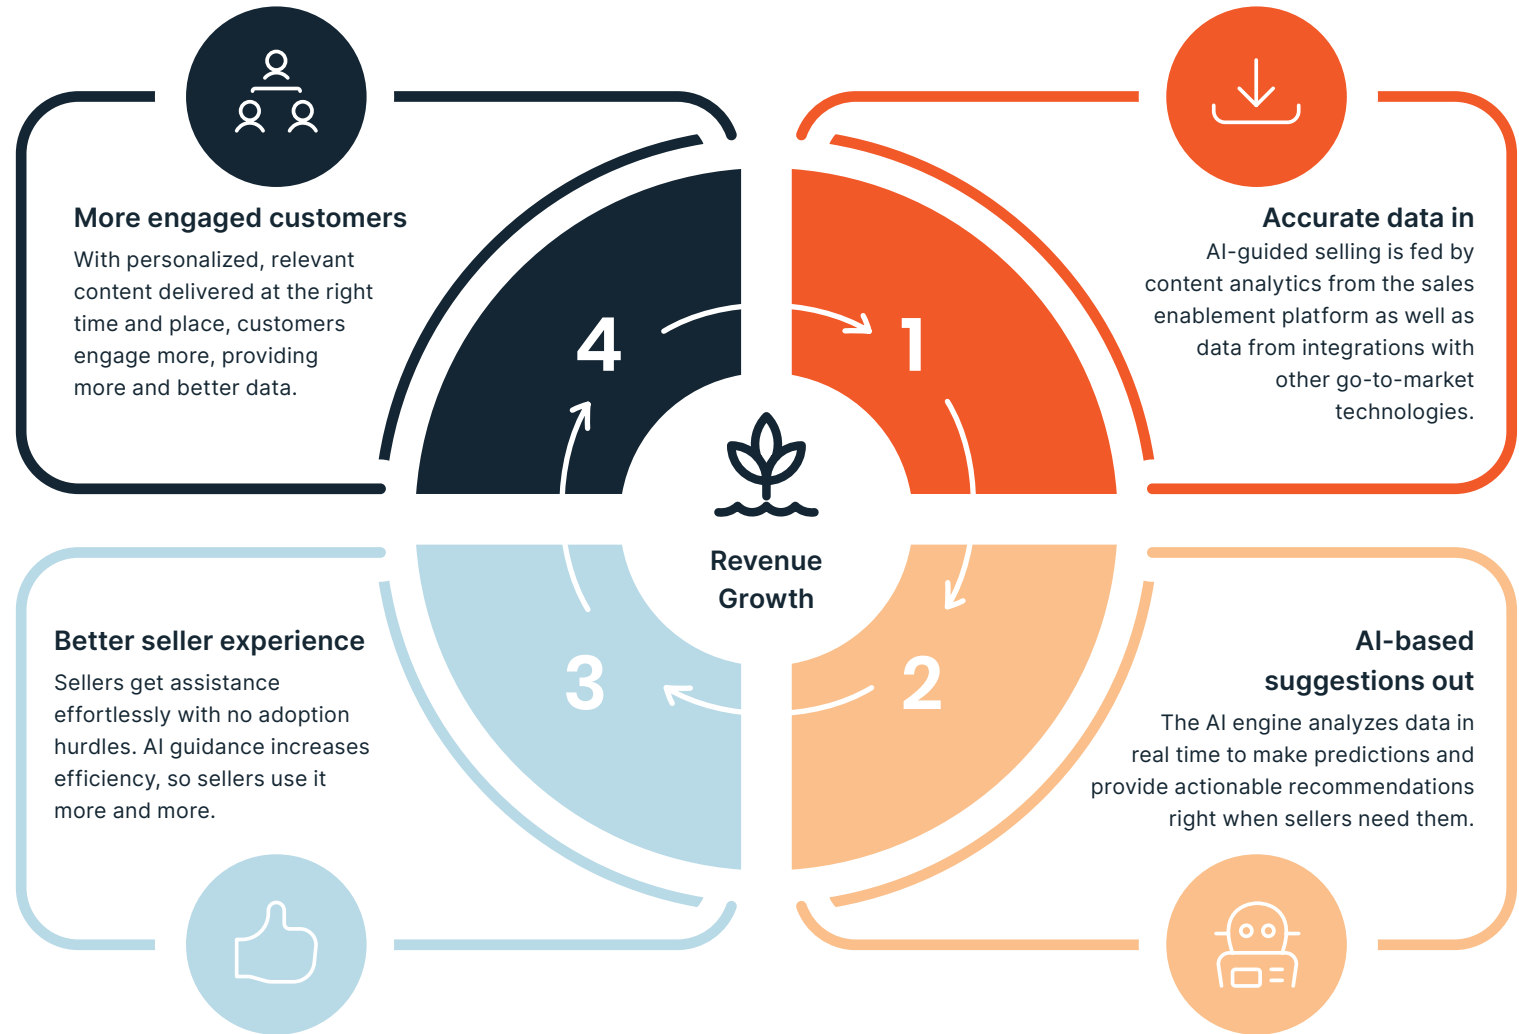 More engaged customers
With personalized, relevant
content delivered at the right
time and place, customers
engage more, providing
more and better data.
4
1
Accurate data in
AI-guided selling is fed by
content analytics from the sales
enablement platform as well as
data from integrations with
other go-to-market
technologies.
Revenue
Growth
Better seller experience
Sellers get assistance
effortlessly with no adoption
hurdles. AI guidance increases
efficiency, so sellers use it
more and more.
3
2
AI-based
suggestions out
The AI engine analyzes data in
real time to make predictions and
provide actionable recommendations
right when sellers need them.